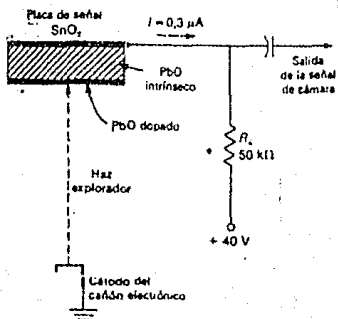 Placa de señal
SnO₂
I = 0,3 μA
PbO
intrínseco
PbO dopado
Salida
de la señal
de cámara
50 kΩ
Haz
explorador
+ 40 V
Cátodo del
cañón electrónico